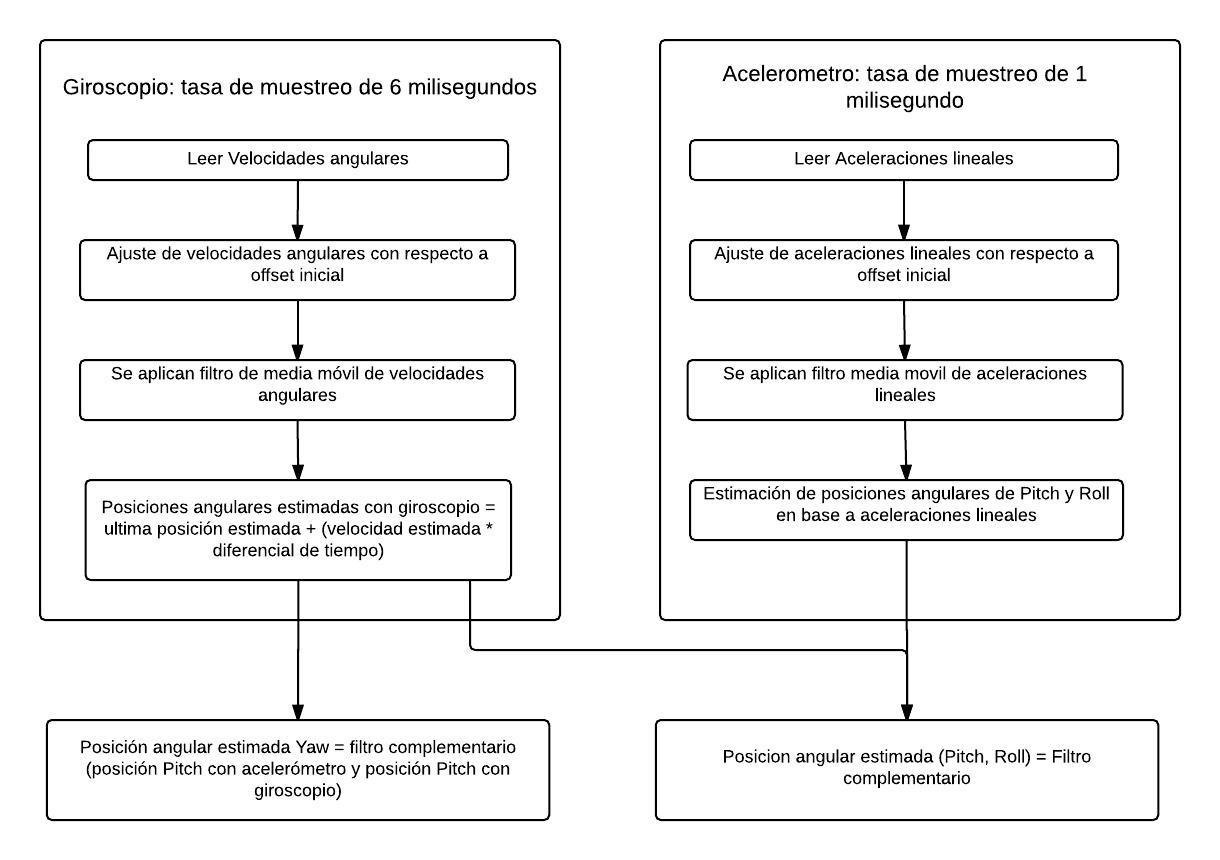 Giroscopio: tasa de muestreo de 6 milisegundos
Leer Velocidades angulares
Ajuste de velocidades angulares con respecto a
offset inicial
Se aplican filtro de media móvil de velocidades
angulares
Posiciones angulares estimadas con giroscopio =
ultima posición estimada + (velocidad estimada *
diferencial de tiempo)
Posición angular estimada Yaw = filtro complementario
(posición Pitch con acelerómetro y posición Pitch con
giroscopio)
Acelerometro: tasa de muestreo de 1
milisegundo
Leer Aceleraciones lineales
Ajuste de aceleraciones lineales con respecto a
offset inicial
Se aplican filtro media movil de aceleraciones
lineales
Estimación de posiciones angulares de Pitch y Roll
en base a aceleraciones lineales
Posicion angular estimada (Pitch, Roll) = Filtro
complementario